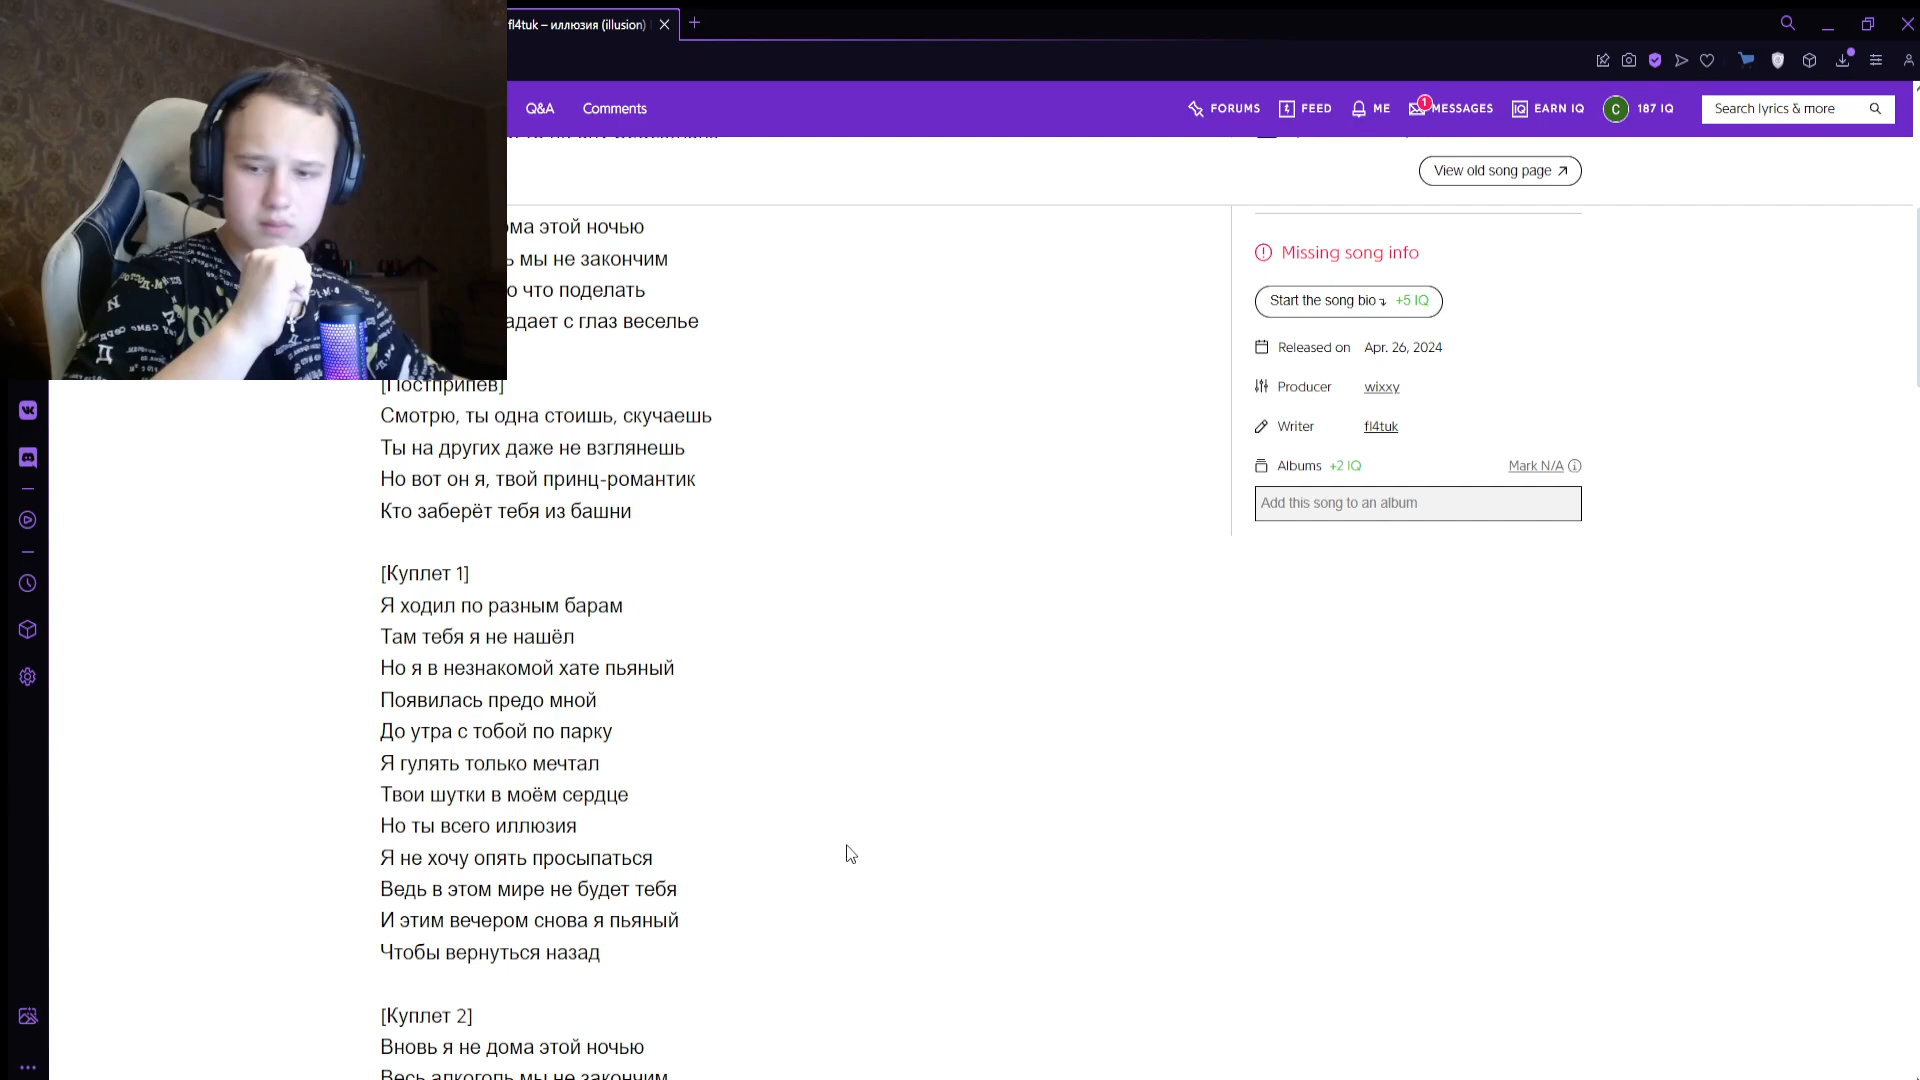 fl4tuk – иллюзия (illusion)
Q&A
Comments
FORUMS
FEED
ME
1
MESSAGES
EARN IQ
C
187 IQ
Search lyrics & more
View old song page
ома этой ночью
ь мы не закончим
о что поделать
адает с глаз веселье
[Постприпев]
Смотрю, ты одна стоишь, скучаешь
Ты на других даже не взглянешь
Но вот он я, твой принц-романтик
Кто заберёт тебя из башни
[Куплет 1]
Я ходил по разным барам
Там тебя я не нашёл
Но я в незнакомой хате пьяный
Появилась предо мной
До утра с тобой по парку
Я гулять только мечтал
Твои шутки в моём сердце
Но ты всего иллюзия
Я не хочу опять просыпаться
Ведь в этом мире не будет тебя
И этим вечером снова я пьяный
Чтобы вернуться назад
[Куплет 2]
Вновь я не дома этой ночью
Весь алкоголь мы не закончим
Missing song info
Start the song bio +5 IQ
Released on Apr. 26, 2024
Producer wixxy
Writer fl4tuk
Albums +2 IQ Mark N/A
Add this song to an album